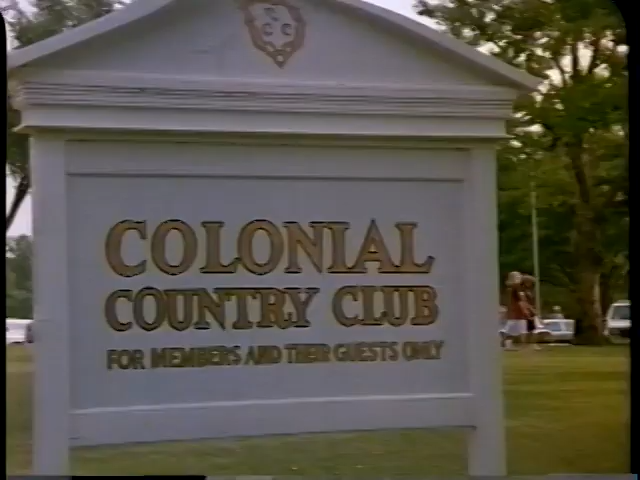 COLONIAL
COUNTRY CLUB
FOR MEMBERS AND THEIR GUESTS ONLY